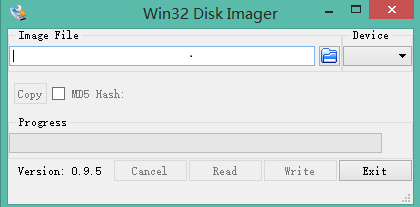 Win32 Disk Imager
Image File
Device
Copy
MD5 Hash:
Progress
Version: 0.9.5
Cancel
Read
Write
Exit